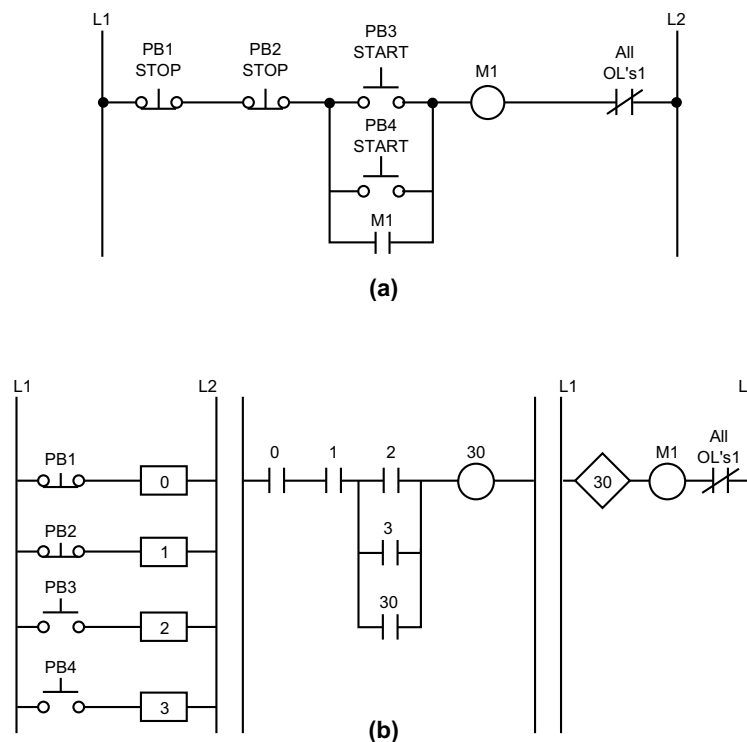 L1
L2
PB1
STOP
PB2
STOP
PB3
START
M1
All
OL's1
PB4
START
M1
(a)
L1
L2
L1
L
PB1
0
PB2
1
PB3
2
PB4
3
0
1
2
30
3
30
30
M1
All
OL's1
(b)